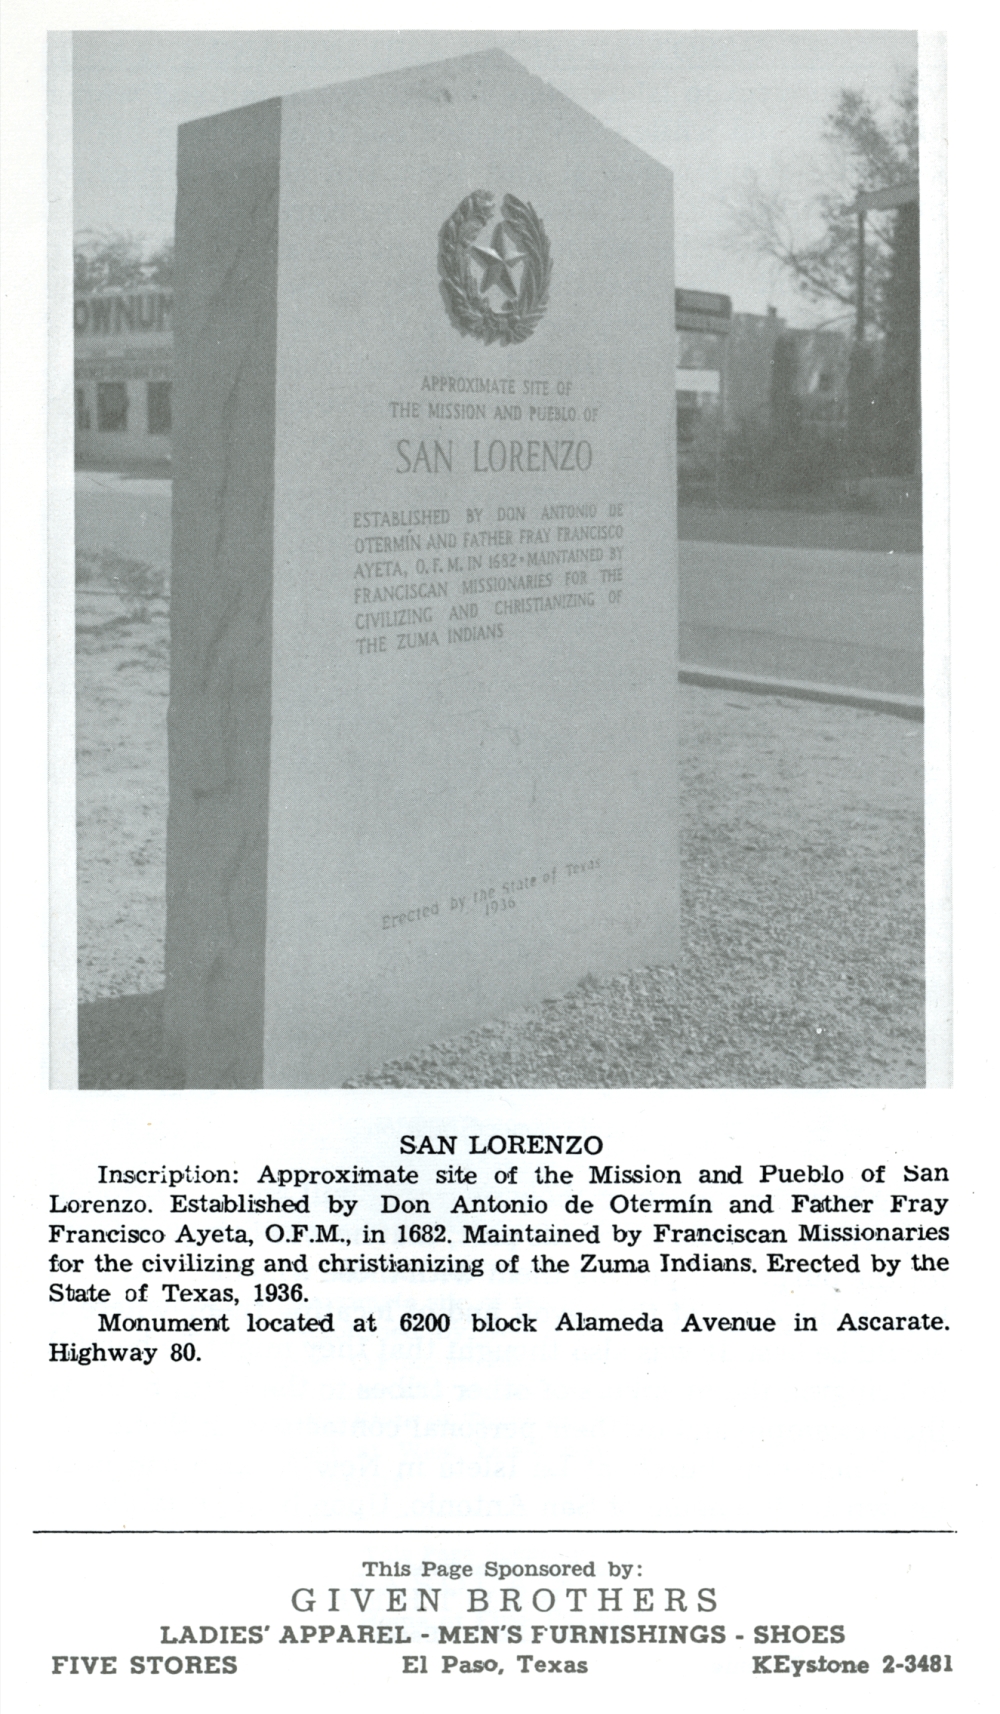 OWNUM
APPROXIMATE SITE OF
THE MISSION AND PUEBLO OF
SAN LORENZO
ESTABLISHED BY DON ANTONIO DE
OTERMÍN AND FATHER FRAY FRANCISCO
AYETA, O.F.M. IN 1682 • MAINTAINED BY
FRANCISCAN MISSIONARIES FOR THE
CIVILIZING AND CHRISTIANIZING OF
THE ZUMA INDIANS
Erected by the State of Texas
1936
SAN LORENZO
Inscription: Approximate site of the Mission and Pueblo of San
Lorenzo. Established by Don Antonio de Otermín and Father Fray
Francisco Ayeta, O.F.M., in 1682. Maintained by Franciscan Missionaries
for the civilizing and christianizing of the Zuma Indians. Erected by the
State of Texas, 1936.
Monument located at 6200 block Alameda Avenue in Ascarate.
Highway 80.
This Page Sponsored by:
GIVEN BROTHERS
LADIES' APPAREL - MEN'S FURNISHINGS - SHOES
FIVE STORES El Paso, Texas KEystone 2-3481